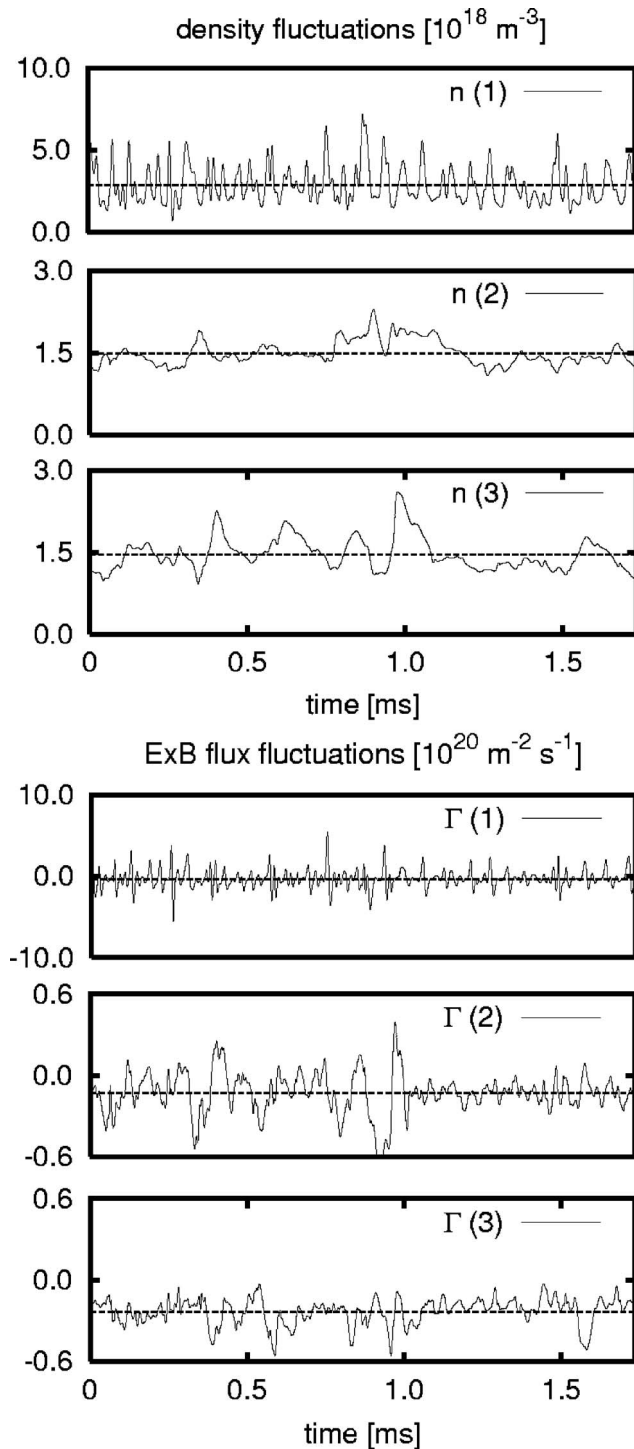 density fluctuations [10^18 m^-3]
10.0
n (1)
5.0
0.0
3.0
n (2)
1.5
0.0
3.0
n (3)
1.5
0.0
0 0.5 1.0 1.5
time [ms]
ExB flux fluctuations [10^20 m^-2 s^-1]
10.0
Γ (1)
0.0
-10.0
0.6
Γ (2)
0.0
-0.6
0.6
Γ (3)
0.0
-0.6
0 0.5 1.0 1.5
time [ms]